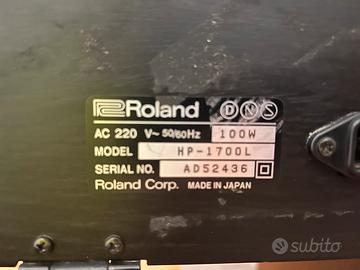 Roland D N S
AC 220 V~ 50/60Hz 100W
MODEL HP-1700L
SERIAL NO. AD52436
Roland Corp. MADE IN JAPAN
subito